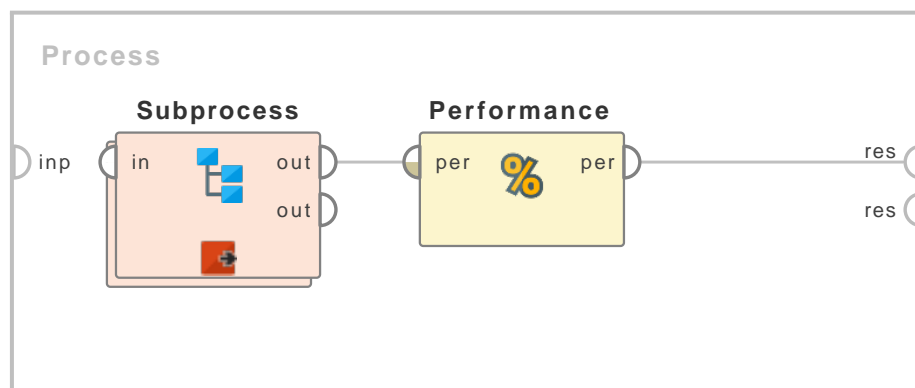 Process
Subprocess
Performance
inp
in
out
out
per
per
res
res